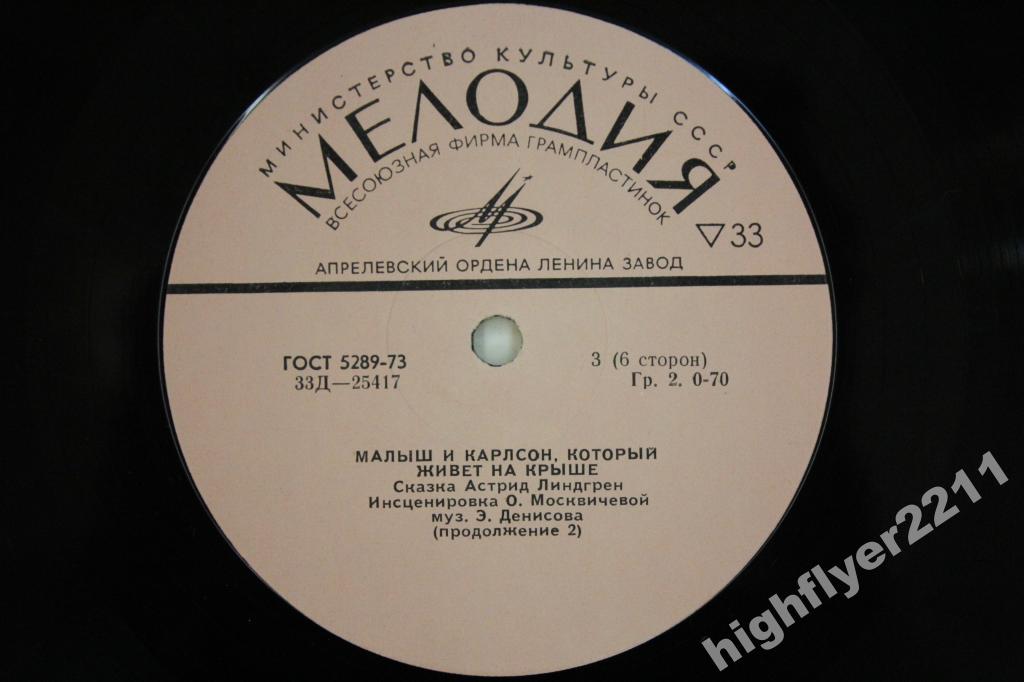 МИНИСТЕРСТВО КУЛЬТУРЫ СССР
МЕЛОДИЯ
ВСЕСОЮЗНАЯ ФИРМА ГРАМПЛАСТИНОК
▽33
АПРЕЛЕВСКИЙ ОРДЕНА ЛЕНИНА ЗАВОД
ГОСТ 5289-73
33Д—25417
3 (6 сторон)
Гр. 2. 0-70
МАЛЫШ И КАРЛСОН, КОТОРЫЙ
ЖИВЕТ НА КРЫШЕ
Сказка Астрид Линдгрен
Инсценировка О. Москвичевой
муз. Э. Денисова
(продолжение 2)
highflyer2211